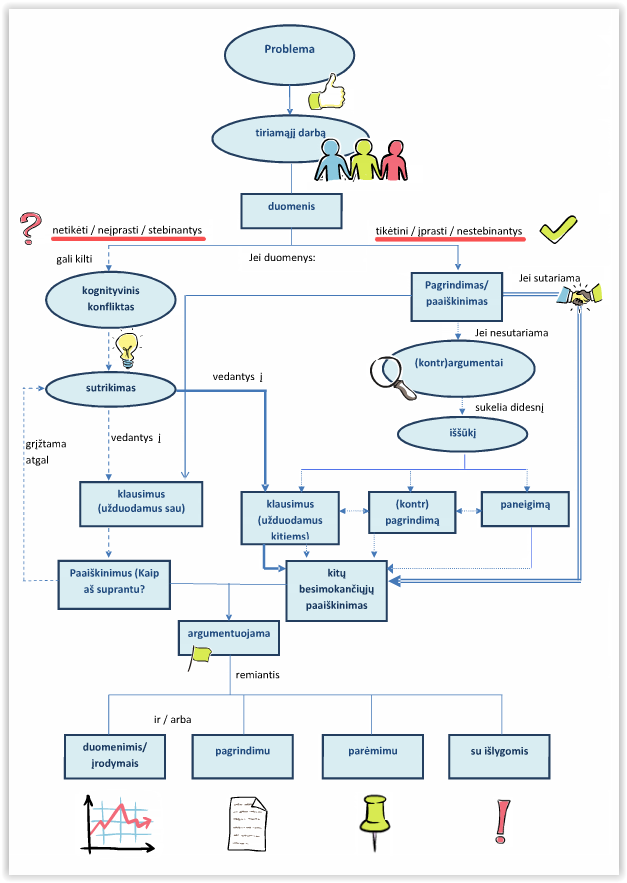 Problema
tiriamąjį darbą
duomenis
netikėti / neįprasti / stebinantys
tikėtini / įprasti / nestebinantys
gali kilti
Jei duomenys:
kognityvinis
konfliktas
Pagrindimas/
paaiškinimas
Jei sutariama
Jei nesutariama
(kontr)argumentai
sutrikimas
vedantys į
sukelia didesnį
iššūkį
grįžtama
atgal
vedantys į
klausimus
(užduodamus sau)
klausimus
(užduodamus
kitiems)
(kontr)
pagrindimą
paneigimą
Paaiškinimus (Kaip
aš suprantu?
kitų
besimokančiųjų
paaiškinimas
argumentuojama
remiantis
ir / arba
duomenimis/
įrodymais
pagrindimu
parėmimu
su išlygomis